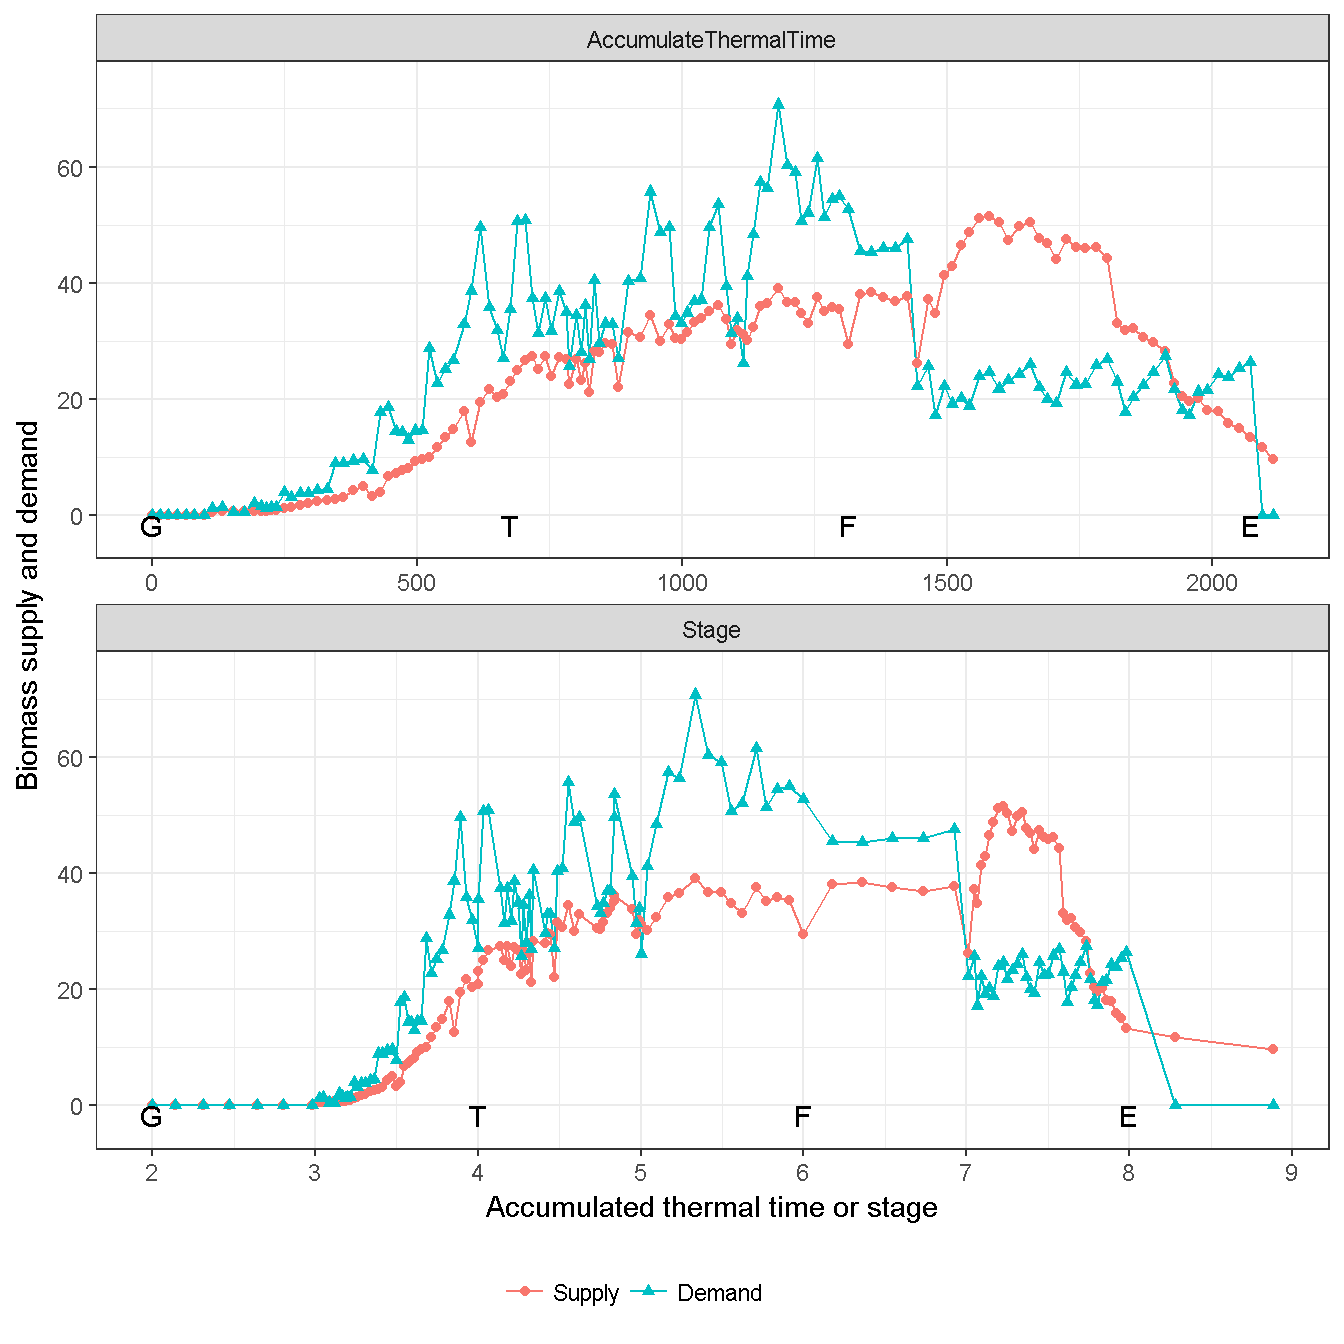 AccumulateThermalTime
Biomass supply and demand
60
40
20
0
G T F E
0 500 1000 1500 2000
Stage
60
40
20
0
G T F E
2 3 4 5 6 7 8 9
Accumulated thermal time or stage
Supply Demand